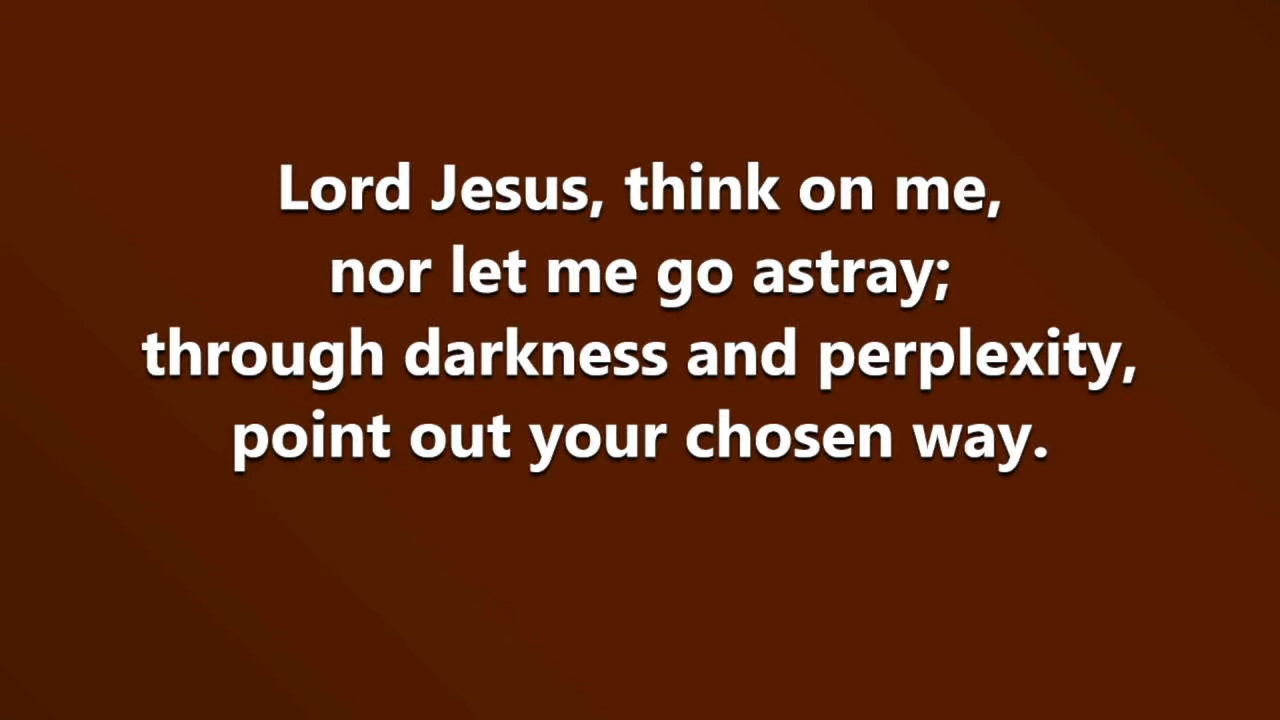 Lord Jesus, think on me,
nor let me go astray;
through darkness and perplexity,
point out your chosen way.